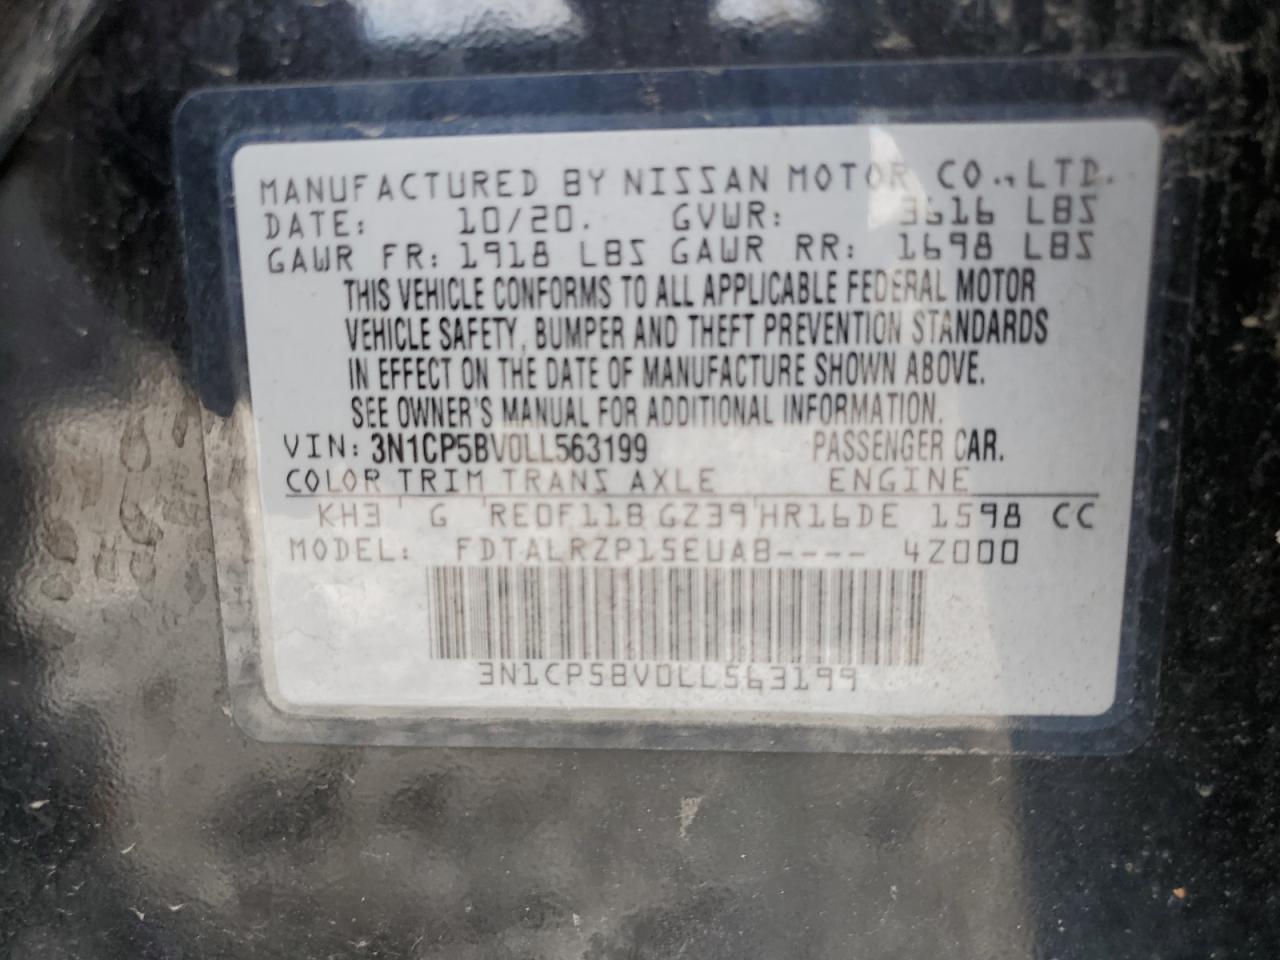 MANUFACTURED BY NISSAN MOTOR CO., LTD.
DATE: 10/20. GVWR: 3616 LBS
GAWR FR: 1918 LBS GAWR RR: 1698 LBS
THIS VEHICLE CONFORMS TO ALL APPLICABLE FEDERAL MOTOR
VEHICLE SAFETY, BUMPER AND THEFT PREVENTION STANDARDS
IN EFFECT ON THE DATE OF MANUFACTURE SHOWN ABOVE.
SEE OWNER'S MANUAL FOR ADDITIONAL INFORMATION.
VIN: 3N1CP5BV0LL563199 PASSENGER CAR.
COLOR TRIM TRANS AXLE ENGINE
KH3 G RE0F11B GZ39 HR16DE 1598 CC
MODEL: FDTALRZP15EUAB---- 4Z000
3N1CP5BV0LL563199